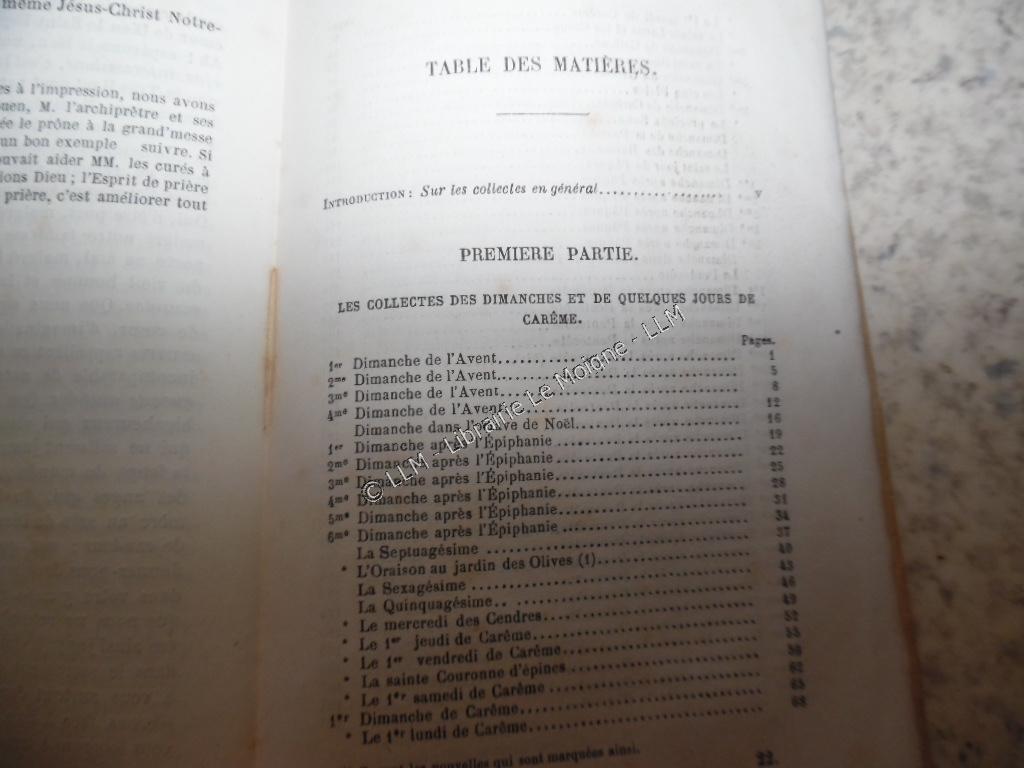 même Jésus-Christ Notre-
es à l'impression, nous avons
ouen, M. l'archiprêtre et ses
ée le prône à la grand'messe
un bon exemple suivre. Si
ouvait aider MM. les curés à
ions Dieu ; l'Esprit de prière
prière, c'est améliorer tout
TABLE DES MATIÈRES.
INTRODUCTION : Sur les collectes en général.................. v
PREMIERE PARTIE.
LES COLLECTES DES DIMANCHES ET DE QUELQUES JOURS DE
CARÊME.
Pages.
1er Dimanche de l'Avent.............................. 1
2me Dimanche de l'Avent.............................. 5
3me Dimanche de l'Avent.............................. 8
4me Dimanche de l'Avent.............................. 12
Dimanche dans l'octave de Noël.................... 16
1er Dimanche après l'Épiphanie ........................ 19
2me Dimanche après l'Épiphanie ........................ 22
3me Dimanche après l'Épiphanie........................ 25
4me Dimanche après l'Épiphanie........................ 28
5me Dimanche après l'Épiphanie........................ 31
6me Dimanche après l'Épiphanie ........................ 34
La Septuagésime .............................. 37
* L'Oraison au jardin des Olives (1).................. 40
La Sexagésime .............................. 43
La Quinquagésime.. .............................. 46
* Le mercredi des Cendres........................ 49
* Le 1er jeudi de Carême........................ 52
* Le 1er vendredi de Carême........................ 55
* La sainte Couronne d'épines ........................ 59
* Le 1er samedi de Carême ........................ 62
1er Dimanche de Carême........................ 65
* Le 1er lundi de Carême........................ 68
les nouvelles qui sont marquées ainsi.
22.
© LLM - Librairie Le Moigne - LLM